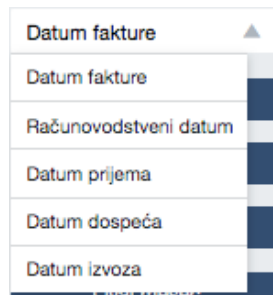 Datum fakture
Datum fakture
Računovodstveni datum
Datum prijema
Datum dospeća
Datum izvoza